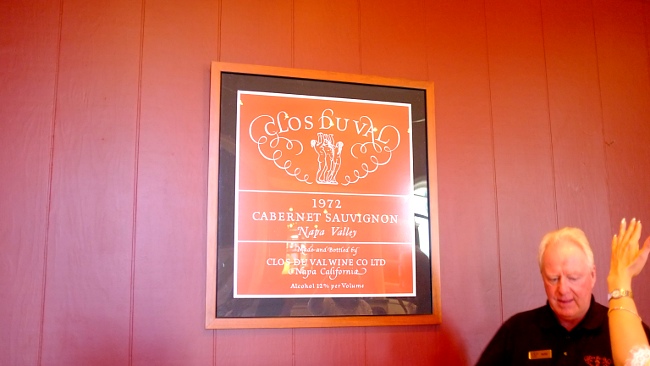 CLOS DU VAL
1972
CABERNET SAUVIGNON
Napa Valley
Made and Bottled by
CLOS DU VAL WINE CO LTD
Napa California
Alcohol 12% per Volume